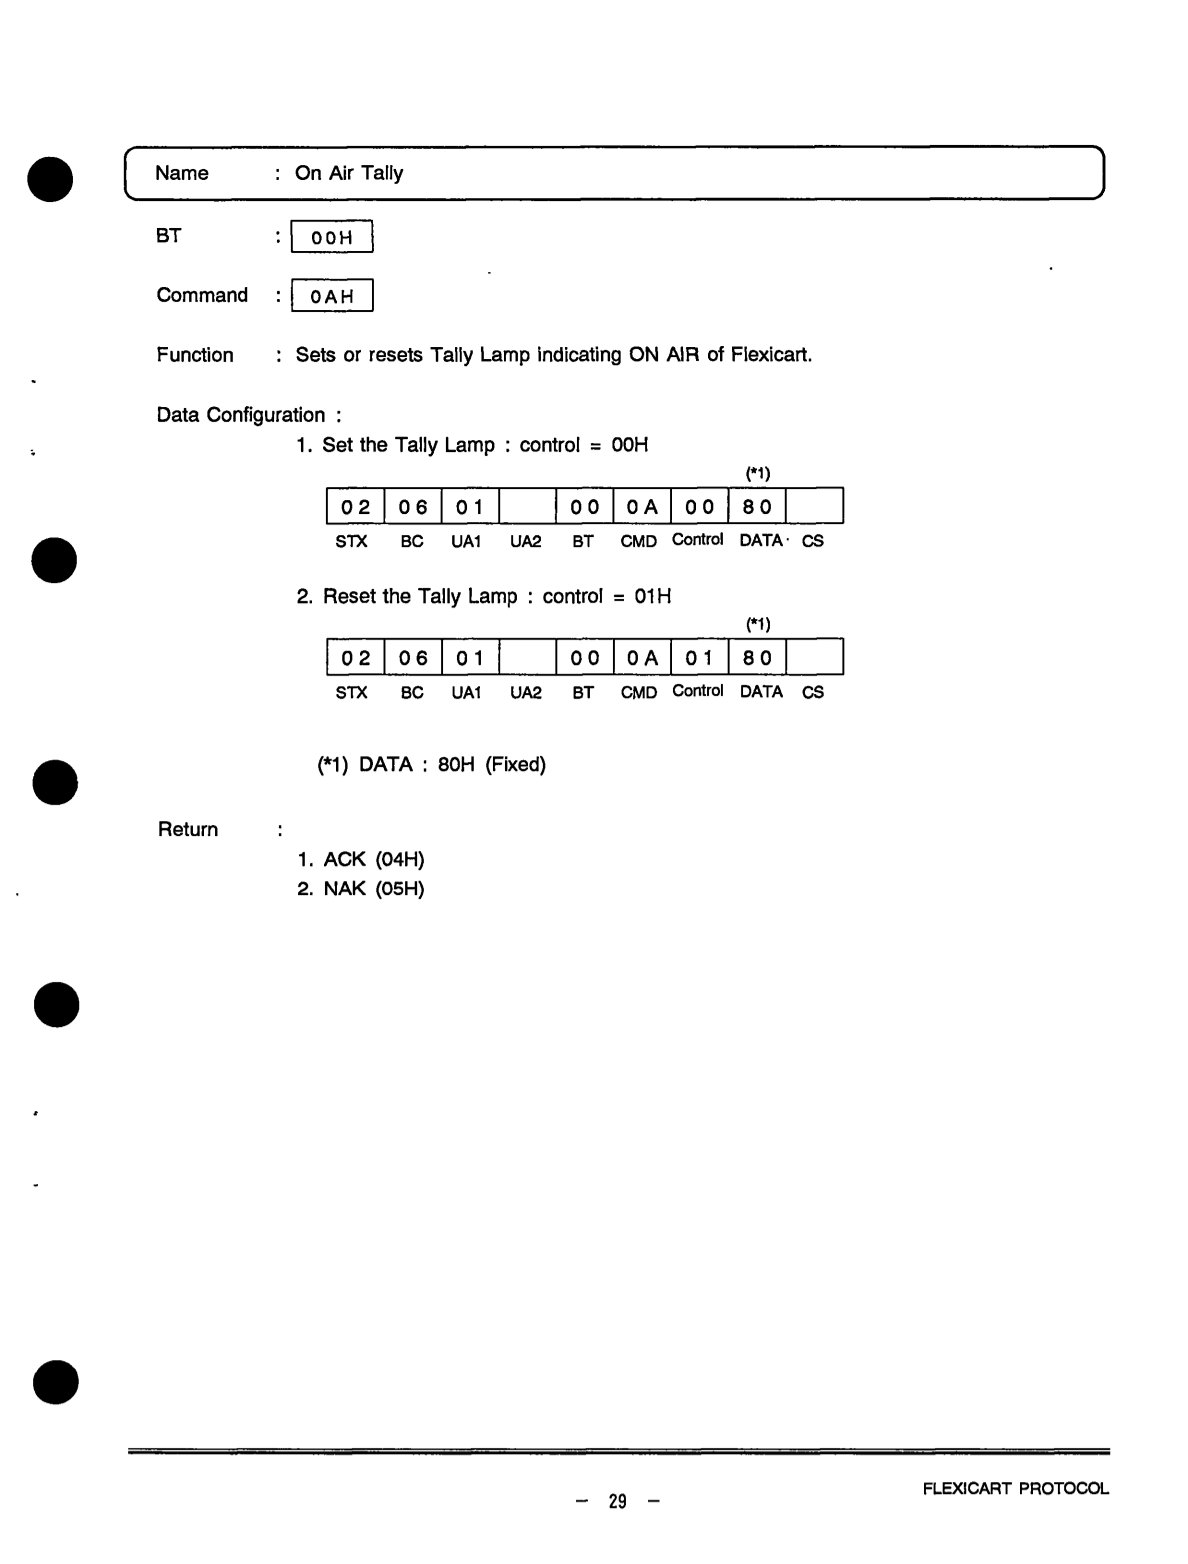 Name : On Air Tally
BT : 00H
Command : 0AH
Function : Sets or resets Tally Lamp indicating ON AIR of Flexicart.
Data Configuration :
1. Set the Tally Lamp : control = 00H
(*1)
02 06 01 00 0A 00 80
STX BC UA1 UA2 BT CMD Control DATA CS
2. Reset the Tally Lamp : control = 01H
(*1)
02 06 01 00 0A 01 80
STX BC UA1 UA2 BT CMD Control DATA CS
(*1) DATA : 80H (Fixed)
Return :
1. ACK (04H)
2. NAK (05H)
FLEXICART PROTOCOL
– 29 –